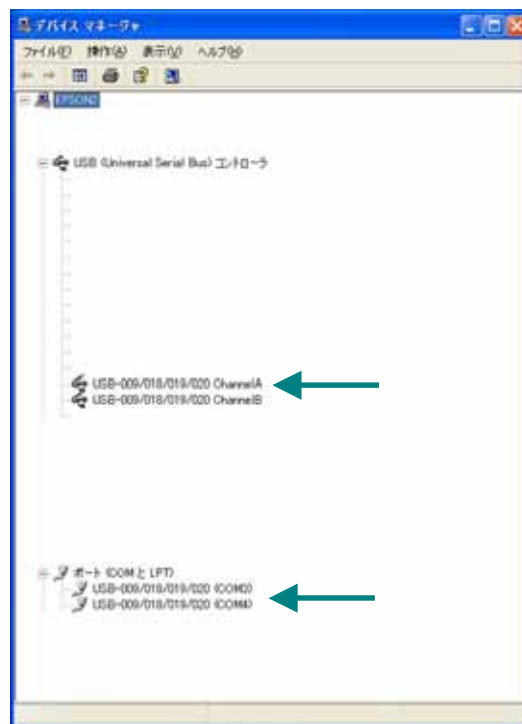 デバイス マネージャ
ファイル(F) 操作(A) 表示(V) ヘルプ(H)
EPSON2
USB (Universal Serial Bus) コントローラ
USB-009/018/019/020 ChannelA
USB-009/018/019/020 ChannelB
ポート (COM と LPT)
USB-009/018/019/020 (COM3)
USB-009/018/019/020 (COM4)